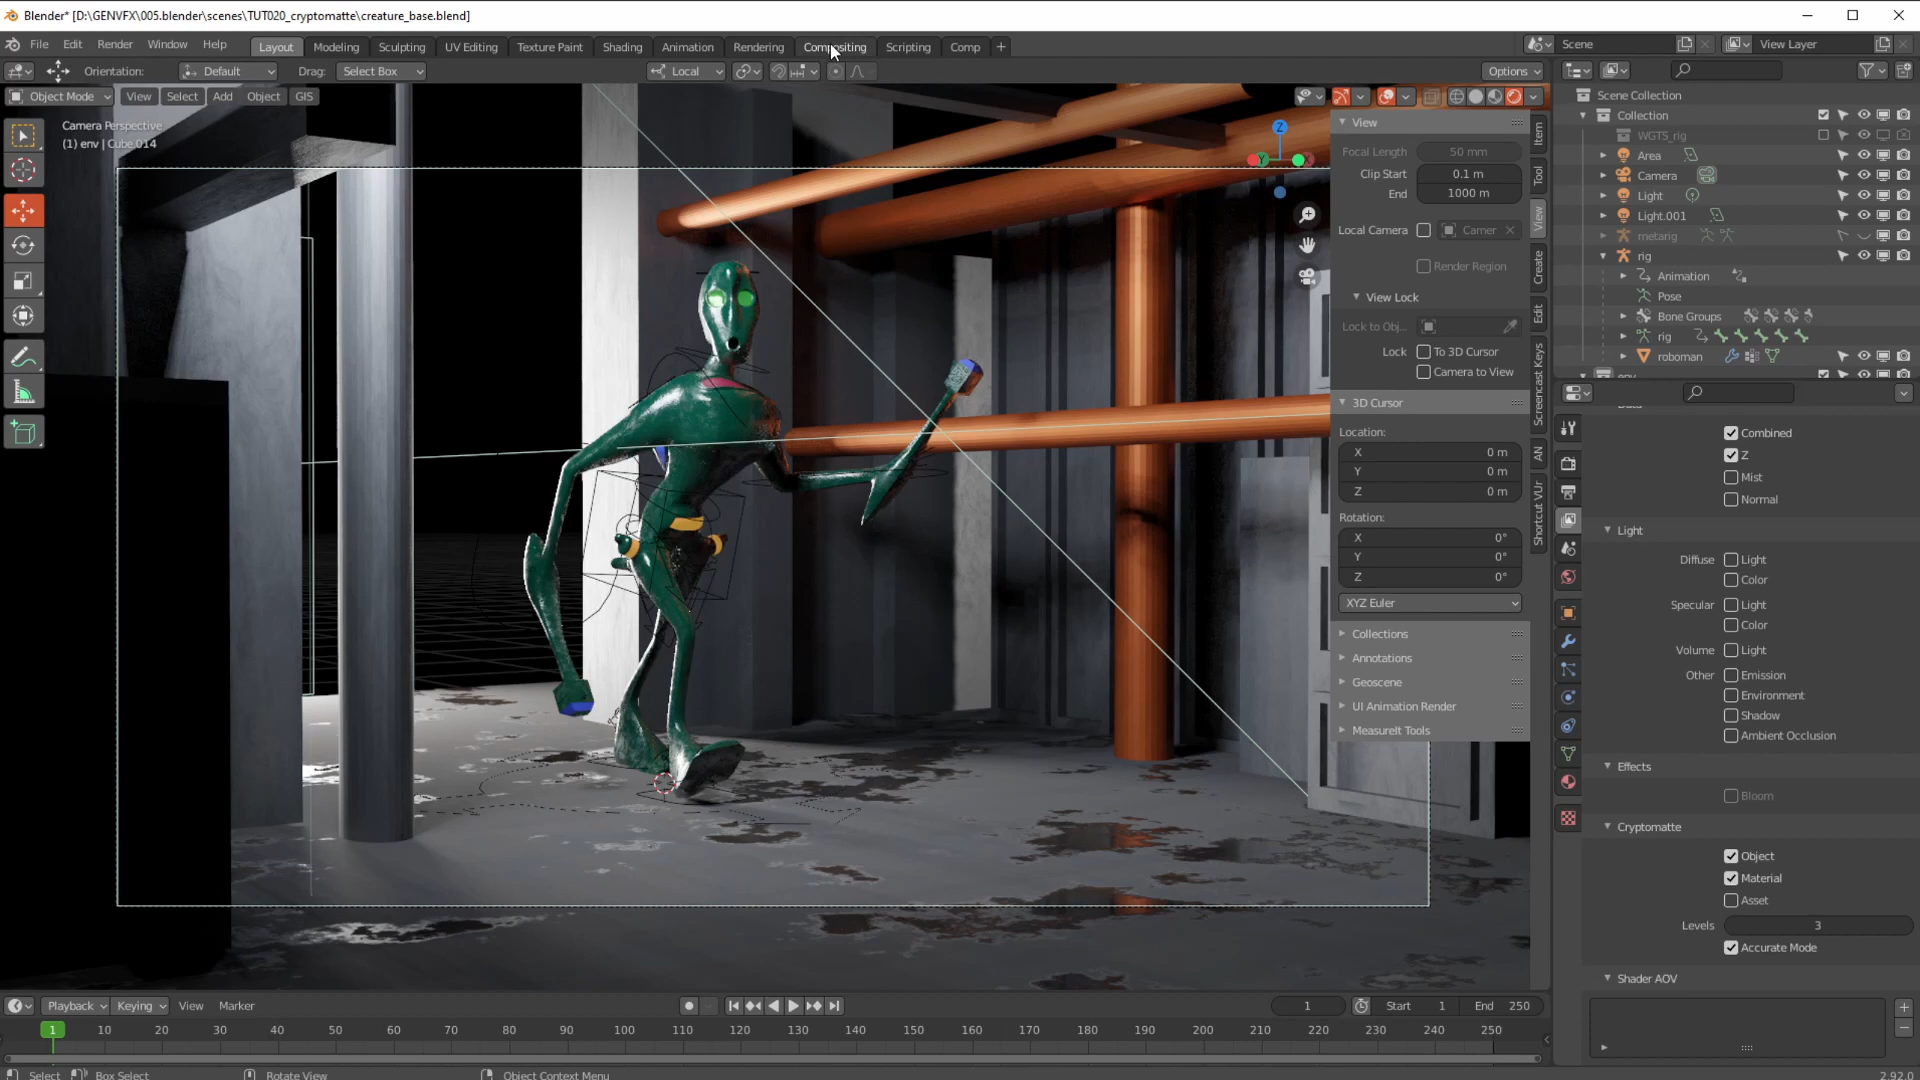 Blender* [D:\GENVFX\005.blender\scenes\TUT020_cryptomatte\creature_base.blend]
File Edit Render Window Help Layout Modeling Sculpting UV Editing Texture Paint Shading Animation Rendering Compositing Scripting Comp + Scene View Layer
Orientation: Default Drag: Select Box Local Options
Object Mode View Select Add Object GIS
Camera Perspective
(1) env | Cube.014
Z
Y
View
Focal Length 50 mm
Clip Start 0.1 m
End 1000 m
Local Camera Camer
Render Region
View Lock
Lock to Obj...
Lock To 3D Cursor
Camera to View
3D Cursor
Location:
X 0 m
Y 0 m
Z 0 m
Rotation:
X 0°
Y 0°
Z 0°
XYZ Euler
Collections
Annotations
Geoscene
UI Animation Render
MeasureIt Tools
Item
Tool
View
Create
Edit
Screencast Keys
AN
Shortcut VUr
Scene Collection
Collection
WGTS_rig
Area
Camera
Light
Light.001
metarig
rig
Animation
Pose
Bone Groups
rig
roboman
Combined
Z
Mist
Normal
Light
Diffuse Light
Color
Specular Light
Color
Volume Light
Other Emission
Environment
Shadow
Ambient Occlusion
Effects
Bloom
Cryptomatte
Object
Material
Asset
Levels 3
Accurate Mode
Shader AOV
Playback Keying View Marker 1 Start 1 End 250
1 10 20 30 40 50 60 70 80 90 100 110 120 130 140 150 160 170 180 190 200 210 220 230 240 250
Select Box Select Rotate View Object Context Menu 2.92.0